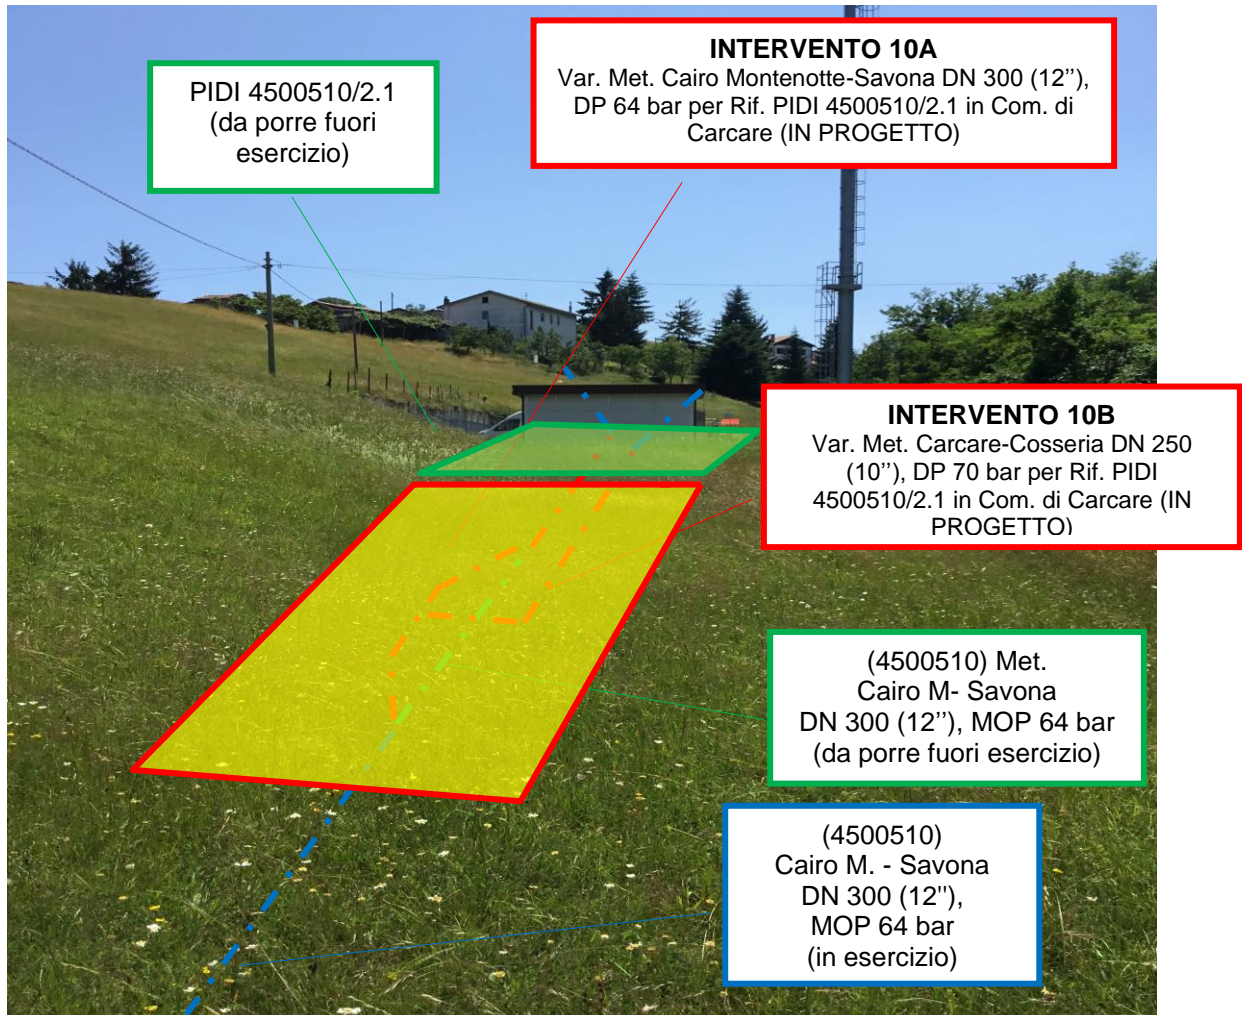 PIDI 4500510/2.1
(da porre fuori
esercizio)
INTERVENTO 10A
Var. Met. Cairo Montenotte-Savona DN 300 (12’’),
DP 64 bar per Rif. PIDI 4500510/2.1 in Com. di
Carcare (IN PROGETTO)
INTERVENTO 10B
Var. Met. Carcare-Cosseria DN 250
(10’’), DP 70 bar per Rif. PIDI
4500510/2.1 in Com. di Carcare (IN
PROGETTO)
(4500510) Met.
Cairo M- Savona
DN 300 (12’’), MOP 64 bar
(da porre fuori esercizio)
(4500510)
Cairo M. - Savona
DN 300 (12''),
MOP 64 bar
(in esercizio)